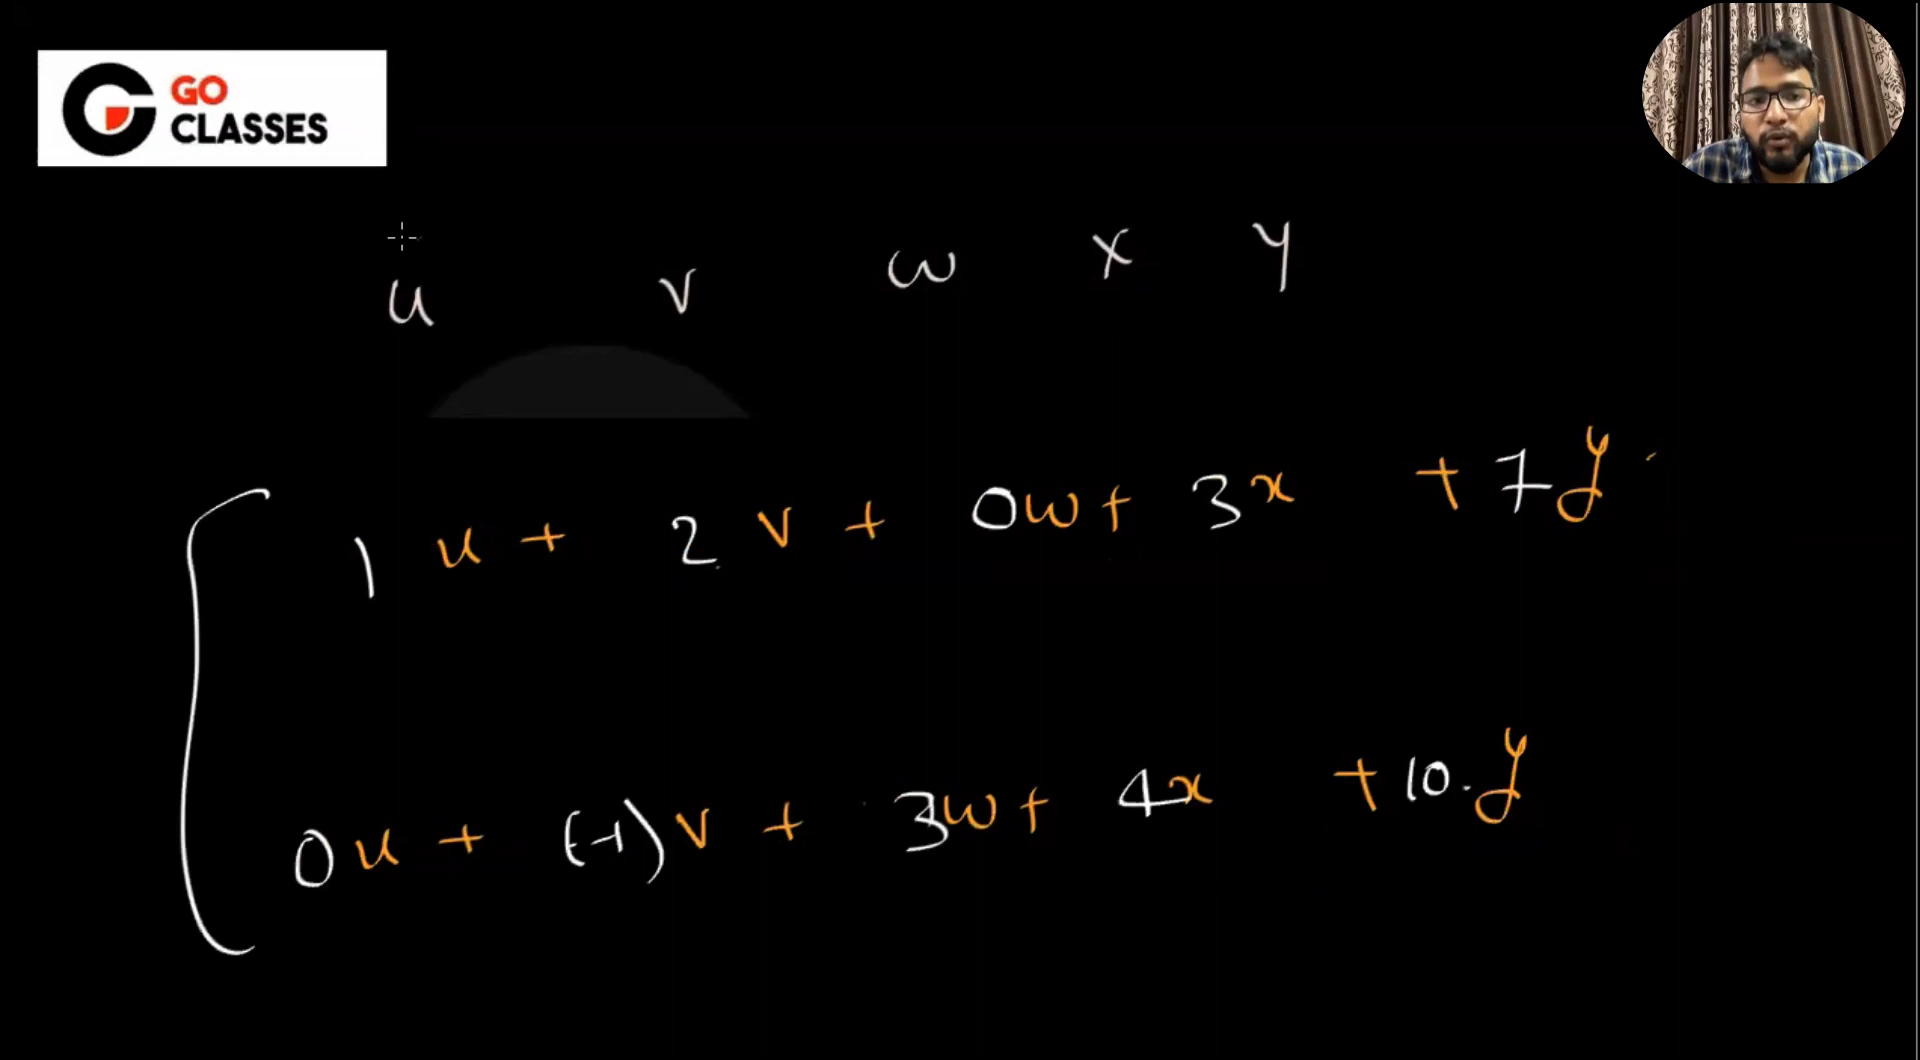 GO
CLASSES
u v w x y
1 u + 2 v + 0w + 3x + 7y
0u + (-1)v + 3w + 4x + 10.y